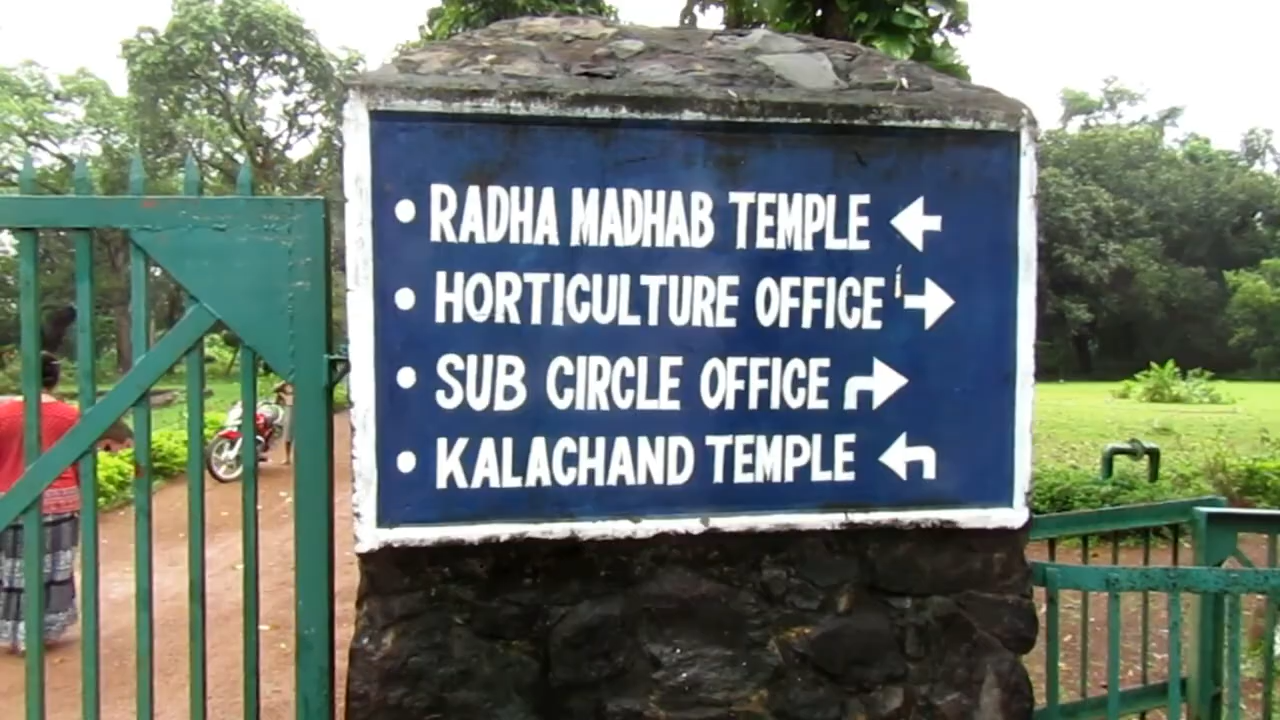 • RADHA MADHAB TEMPLE ←
• HORTICULTURE OFFICE →
• SUB CIRCLE OFFICE ↱
• KALACHAND TEMPLE ↰